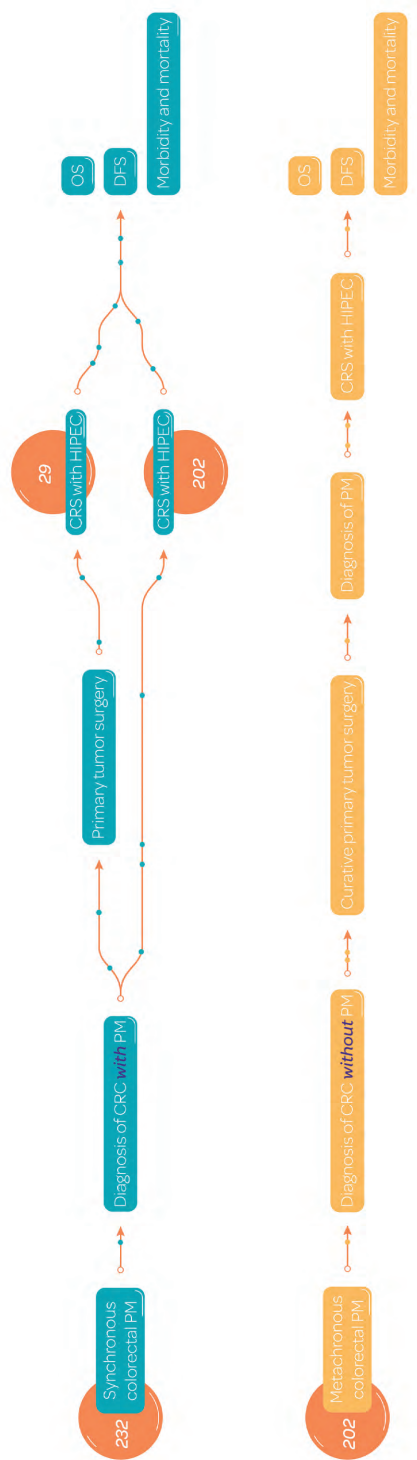 232
Synchronous
colorectal PM
Diagnosis of CRC with PM
Primary tumor surgery
29
CRS with HIPEC
202
CRS with HIPEC
OS
DFS
Morbidity and mortality
202
Metachronous
colorectal PM
Diagnosis of CRC without PM
Curative primary tumor surgery
Diagnosis of PM
CRS with HIPEC
OS
DFS
Morbidity and mortality